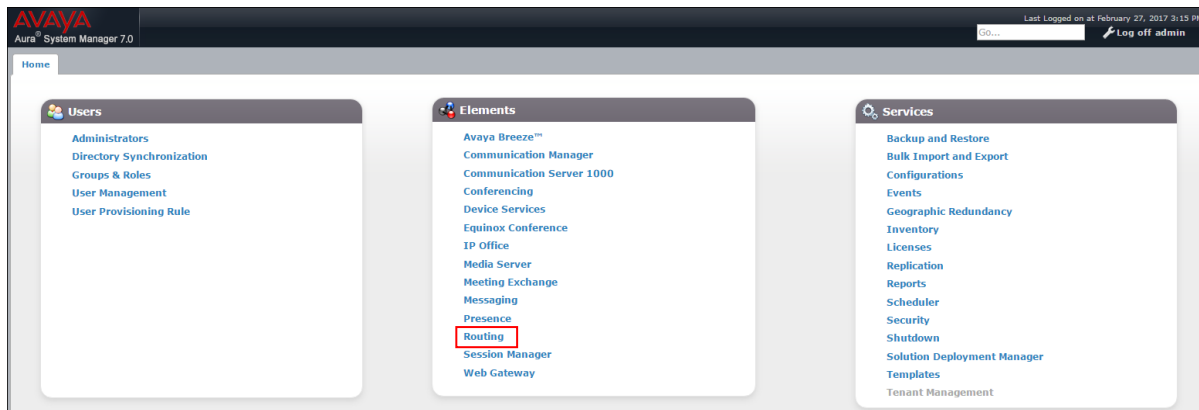 AVAYA
Aura® System Manager 7.0
Last Logged on at February 27, 2017 3:15
Go...
Log off admin
Home
Users
Administrators
Directory Synchronization
Groups & Roles
User Management
User Provisioning Rule
Elements
Avaya Breeze™
Communication Manager
Communication Server 1000
Conferencing
Device Services
Equinox Conference
IP Office
Media Server
Meeting Exchange
Messaging
Presence
Routing
Session Manager
Web Gateway
Services
Backup and Restore
Bulk Import and Export
Configurations
Events
Geographic Redundancy
Inventory
Licenses
Replication
Reports
Scheduler
Security
Shutdown
Solution Deployment Manager
Templates
Tenant Management